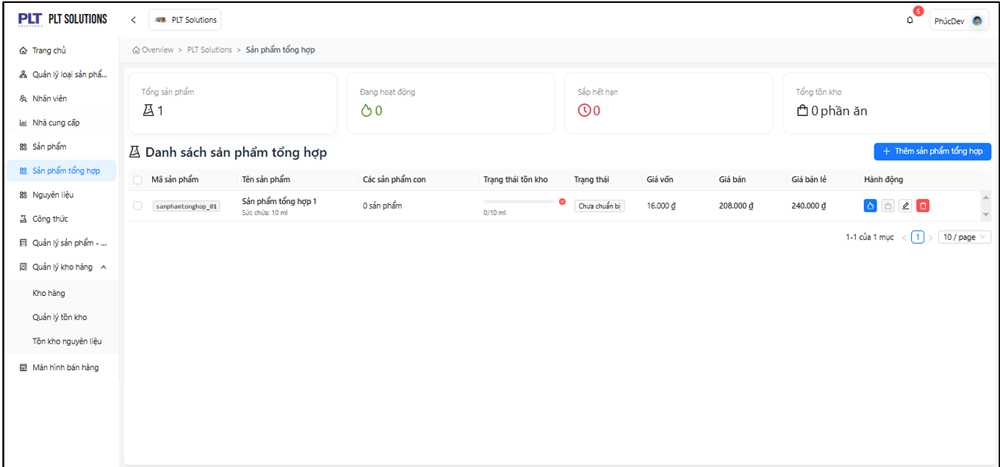 PLT SOLUTIONS PLT SOLUTIONS
PLT Solutions
5
PhúcDev
Trang chủ
Quản lý loại sản phẩ...
Nhân viên
Nhà cung cấp
Sản phẩm
Sản phẩm tổng hợp
Nguyên liệu
Công thức
Quản lý sản phẩm - ...
Quản lý kho hàng
Kho hàng
Quản lý tồn kho
Tồn kho nguyên liệu
Màn hình bán hàng
Overview > PLT Solutions > Sản phẩm tổng hợp
Tổng sản phẩm
1
Đang hoạt động
0
Sắp hết hạn
0
Tổng tồn kho
0 phần ăn
Danh sách sản phẩm tổng hợp
+ Thêm sản phẩm tổng hợp
Mã sản phẩm Tên sản phẩm Các sản phẩm con Trạng thái tồn kho Trạng thái Giá vốn Giá bán Giá bán lẻ Hành động
sanphamtonghop_01 Sản phẩm tổng hợp 1 0 sản phẩm Chưa chuẩn bị 16.000 ₫ 208.000 ₫ 240.000 ₫
Sức chứa: 10 ml 0/10 ml
1-1 của 1 mục < 1 > 10 / page